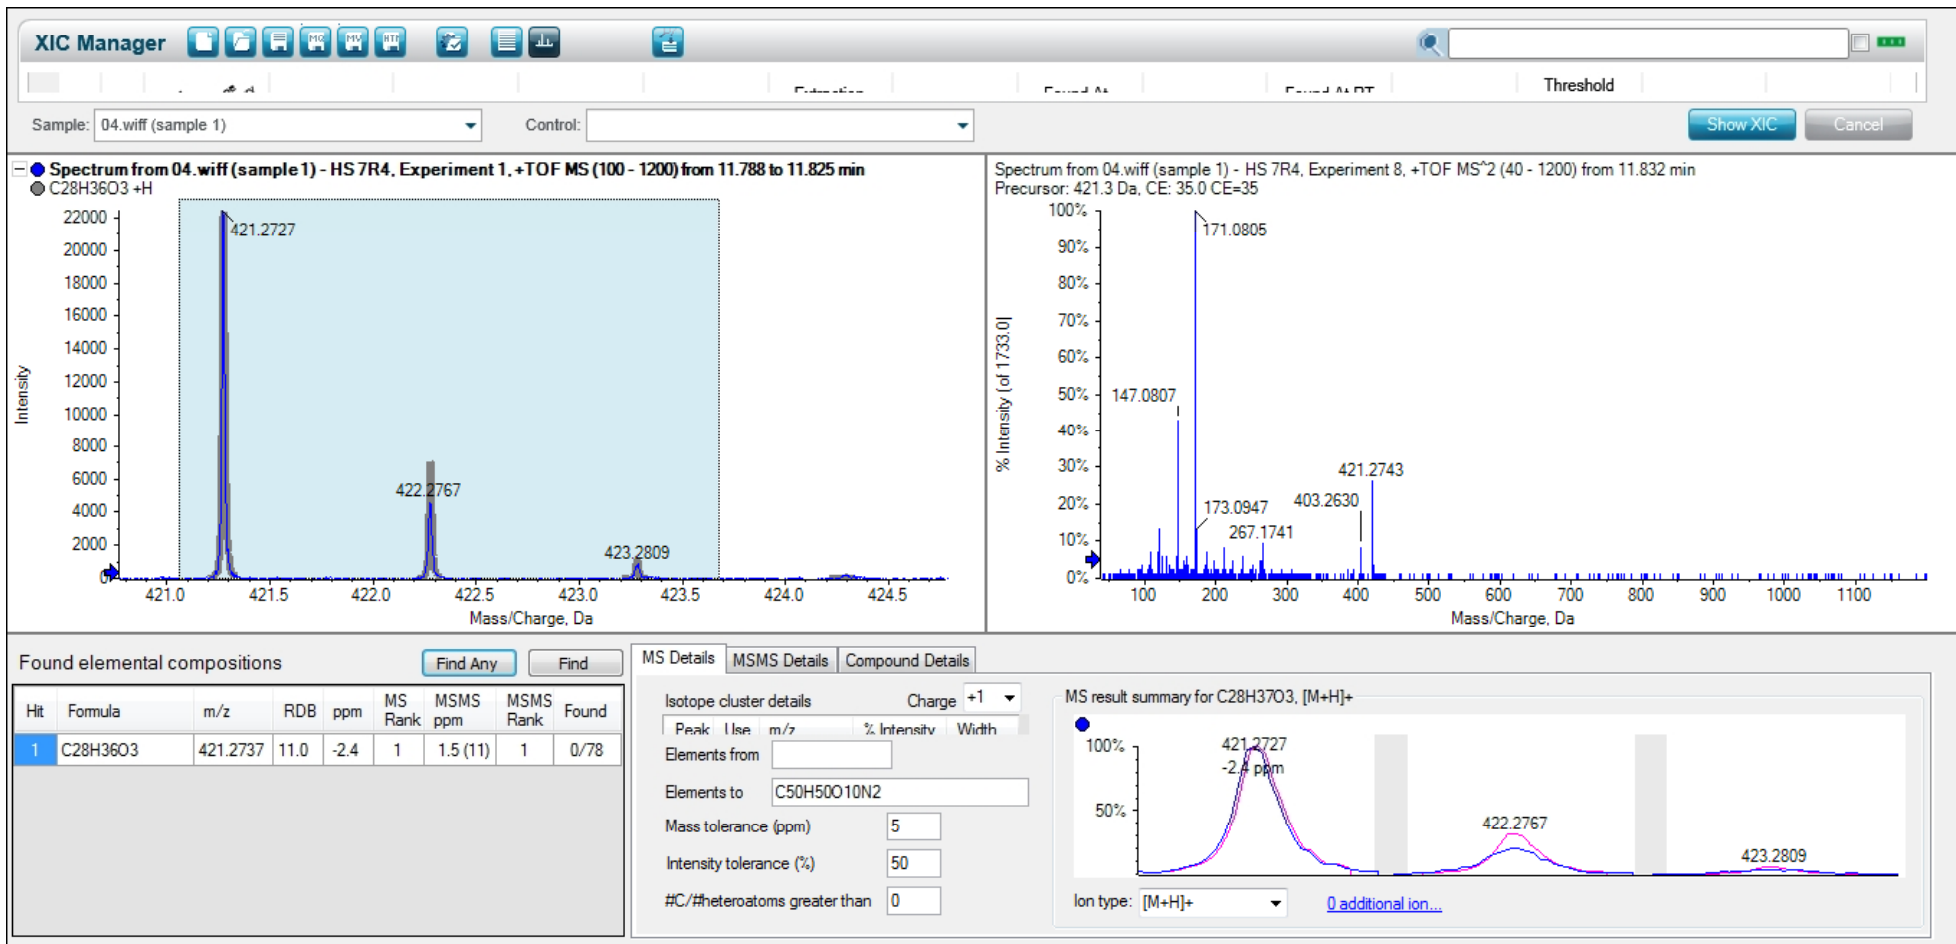 XIC Manager
MQ MV HTF
Threshold
Sample: 04.wiff (sample 1) Control: Show XIC Cancel
Spectrum from 04.wiff (sample 1) - HS 7R4, Experiment 1, +TOF MS (100 - 1200) from 11.788 to 11.825 min
C28H36O3 +H
22000
20000
18000
16000
14000
12000
10000
8000
6000
4000
2000
0
Intensity
421.2727
422.2767
423.2809
421.0 421.5 422.0 422.5 423.0 423.5 424.0 424.5
Mass/Charge, Da
Spectrum from 04.wiff (sample 1) - HS 7R4, Experiment 8, +TOF MS^2 (40 - 1200) from 11.832 min
Precursor: 421.3 Da, CE: 35.0 CE=35
100%
90%
80%
70%
60%
50%
40%
30%
20%
10%
0%
% Intensity (of 1733.0)
171.0805
147.0807
421.2743
403.2630
173.0947
267.1741
100 200 300 400 500 600 700 800 900 1000 1100
Mass/Charge, Da
Found elemental compositions Find Any Find
Hit Formula m/z RDB ppm MS Rank MSMS ppm MSMS Rank Found
1 C28H36O3 421.2737 11.0 -2.4 1 1.5 (11) 1 0/78
MS Details MSMS Details Compound Details
Isotope cluster details Charge +1
Peak Use m/z % Intensity Width
Elements from
Elements to C50H50O10N2
Mass tolerance (ppm) 5
Intensity tolerance (%) 50
#C/#heteroatoms greater than 0
MS result summary for C28H37O3, [M+H]+
100%
50%
421.2727
-2.4 ppm
422.2767
423.2809
Ion type: [M+H]+ 0 additional ion...